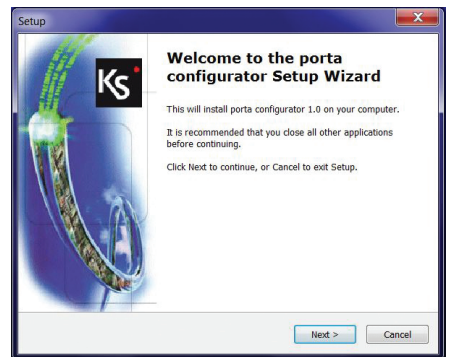 Setup
KS
Welcome to the porta
configurator Setup Wizard
This will install porta configurator 1.0 on your computer.
It is recommended that you close all other applications
before continuing.
Click Next to continue, or Cancel to exit Setup.
Next >
Cancel